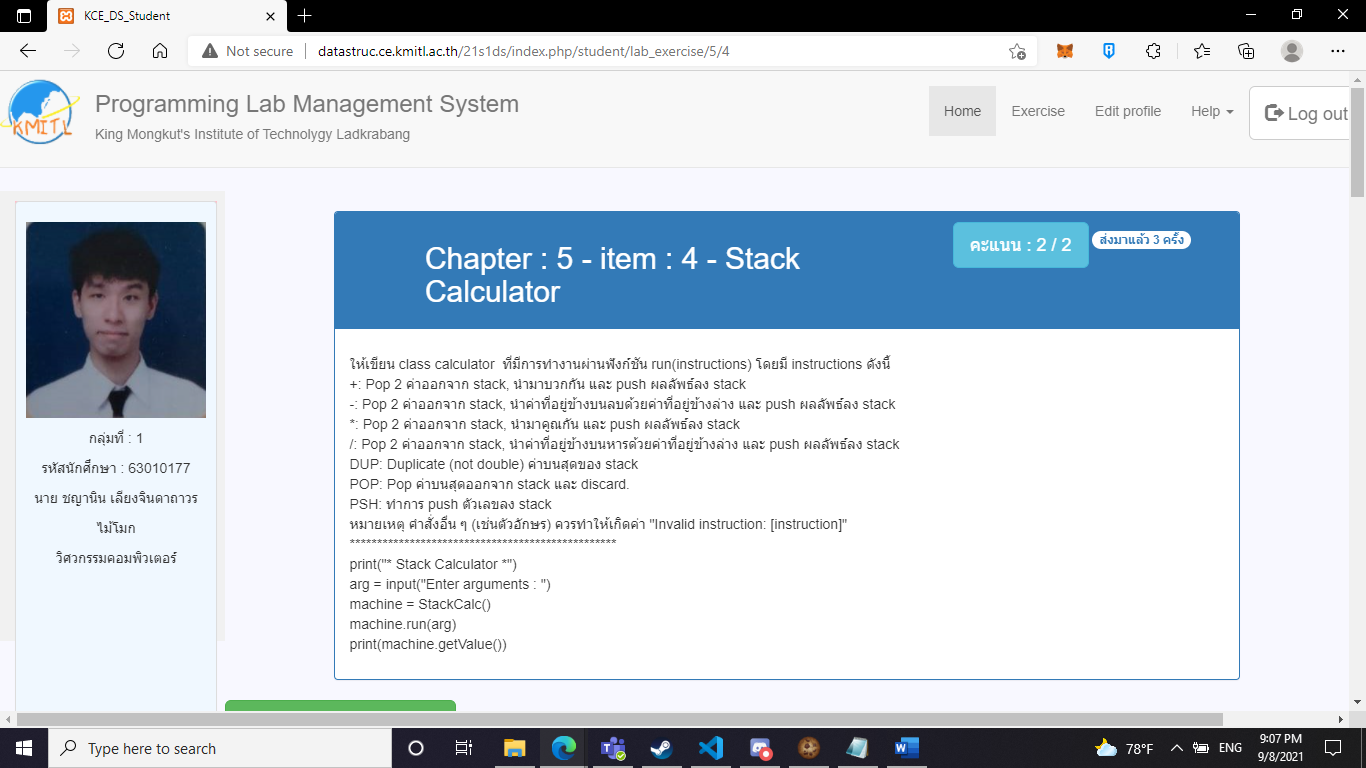 KCE_DS_Student
Not secure
datastruc.ce.kmitl.ac.th/21s1ds/index.php/student/lab_exercise/5/4
KMITL
Programming Lab Management System
King Mongkut's Institute of Technolygy Ladkrabang
Home
Exercise
Edit profile
Help
Log out
กลุ่มที่ : 1
รหัสนักศึกษา : 63010177
นาย ชญานิน เลียงจินดาถาวร
ไม้โมก
วิศวกรรมคอมพิวเตอร์
Chapter : 5 - item : 4 - Stack
Calculator
คะแนน : 2 / 2
ส่งมาแล้ว 3 ครั้ง
ให้เขียน class calculator ที่มีการทำงานผ่านฟังก์ชัน run(instructions) โดยมี instructions ดังนี้
+: Pop 2 ค่าออกจาก stack, นำมาบวกกัน และ push ผลลัพธ์ลง stack
-: Pop 2 ค่าออกจาก stack, นำค่าที่อยู่ข้างบนลบด้วยค่าที่อยู่ข้างล่าง และ push ผลลัพธ์ลง stack
*: Pop 2 ค่าออกจาก stack, นำมาคูณกัน และ push ผลลัพธ์ลง stack
/: Pop 2 ค่าออกจาก stack, นำค่าที่อยู่ข้างบนหารด้วยค่าที่อยู่ข้างล่าง และ push ผลลัพธ์ลง stack
DUP: Duplicate (not double) ค่าบนสุดของ stack
POP: Pop ค่าบนสุดออกจาก stack และ discard.
PSH: ทำการ push ตัวเลขลง stack
หมายเหตุ คำสั่งอื่น ๆ (เช่นตัวอักษร) ควรทำให้เกิดค่า "Invalid instruction: [instruction]"
*************************************************
print("* Stack Calculator *")
arg = input("Enter arguments : ")
machine = StackCalc()
machine.run(arg)
print(machine.getValue())
Type here to search
78°F
ENG
9:07 PM
9/8/2021